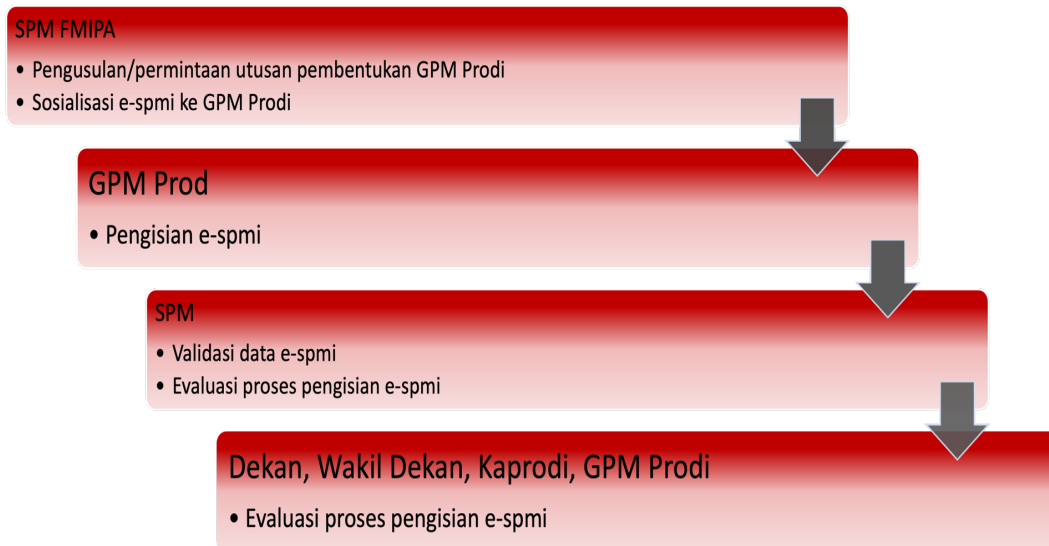 SPM FMIPA
• Pengusulan/permintaan utusan pembentukan GPM Prodi
• Sosialisasi e-spmi ke GPM Prodi
GPM Prod
• Pengisian e-spmi
SPM
• Validasi data e-spmi
• Evaluasi proses pengisian e-spmi
Dekan, Wakil Dekan, Kaprodi, GPM Prodi
• Evaluasi proses pengisian e-spmi